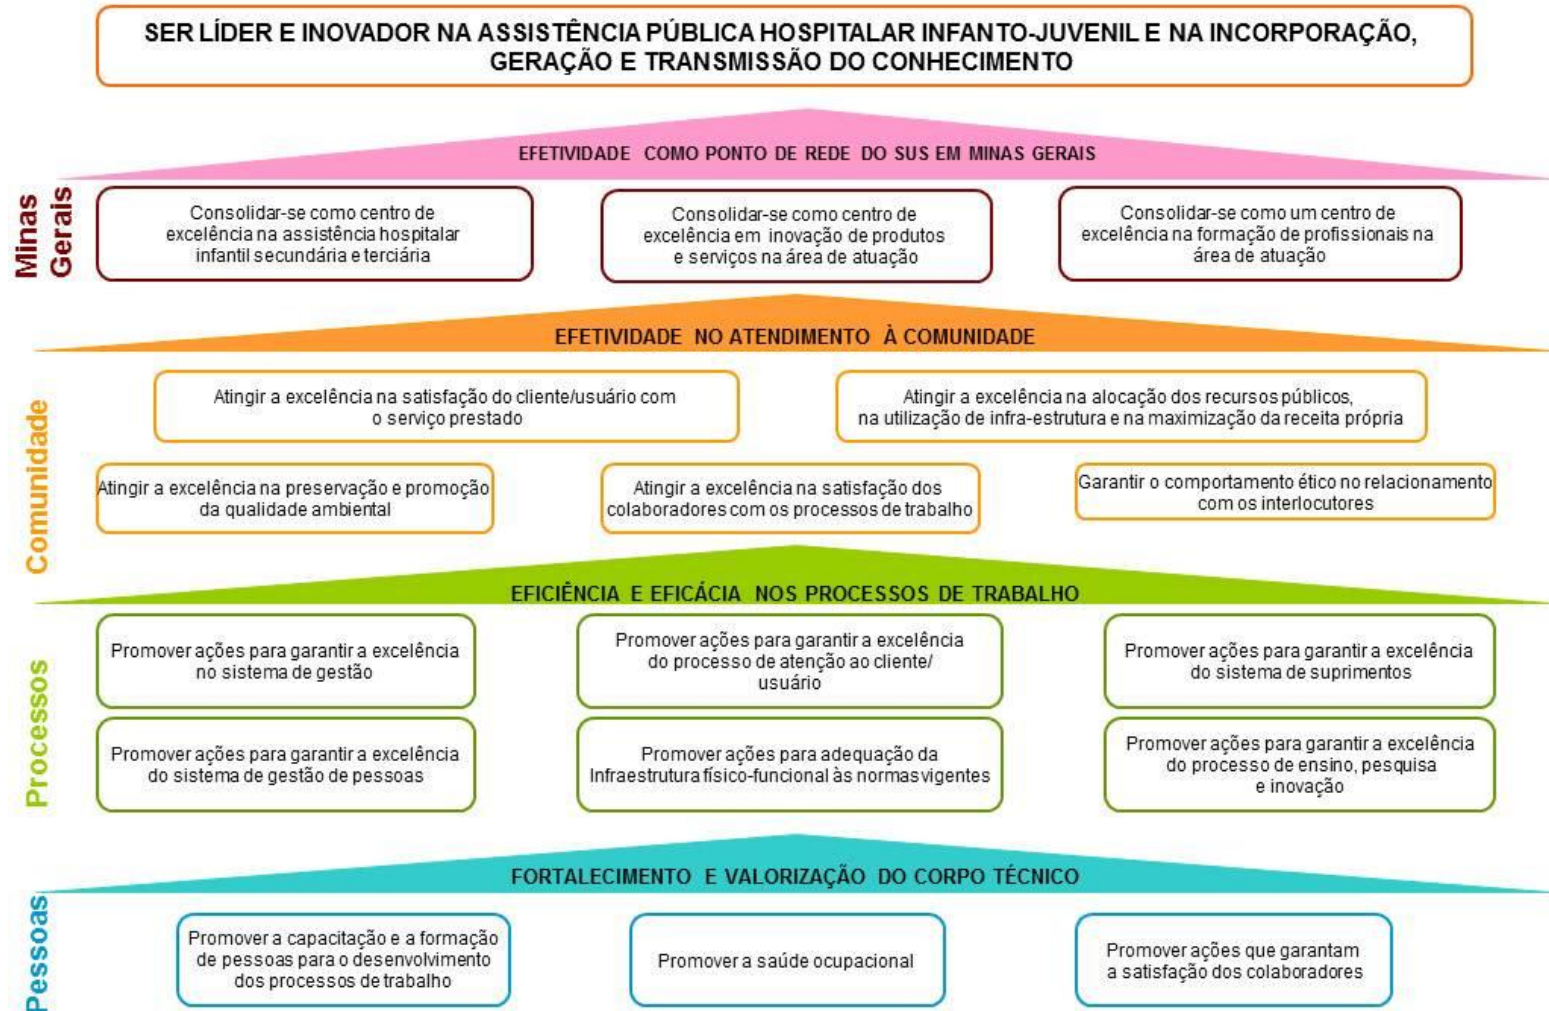 SER LÍDER E INOVADOR NA ASSISTÊNCIA PÚBLICA HOSPITALAR INFANTO-JUVENIL E NA INCORPORAÇÃO,
GERAÇÃO E TRANSMISSÃO DO CONHECIMENTO
EFETIVIDADE COMO PONTO DE REDE DO SUS EM MINAS GERAIS
Minas
Gerais
Consolidar-se como centro de
excelência na assistência hospitalar
infantil secundária e terciária
Consolidar-se como centro de
excelência em inovação de produtos
e serviços na área de atuação
Consolidar-se como um centro de
excelência na formação de profissionais na
área de atuação
EFETIVIDADE NO ATENDIMENTO À COMUNIDADE
Comunidade
Atingir a excelência na satisfação do cliente/usuário com
o serviço prestado
Atingir a excelência na alocação dos recursos públicos,
na utilização de infra-estrutura e na maximização da receita própria
Atingir a excelência na preservação e promoção
da qualidade ambiental
Atingir a excelência na satisfação dos
colaboradores com os processos de trabalho
Garantir o comportamento ético no relacionamento
com os interlocutores
EFICIÊNCIA E EFICÁCIA NOS PROCESSOS DE TRABALHO
Processos
Promover ações para garantir a excelência
no sistema de gestão
Promover ações para garantir a excelência
do processo de atenção ao cliente/
usuário
Promover ações para garantir a excelência
do sistema de suprimentos
Promover ações para garantir a excelência
do sistema de gestão de pessoas
Promover ações para adequação da
Infraestrutura físico-funcional às normas vigentes
Promover ações para garantir a excelência
do processo de ensino, pesquisa
e inovação
FORTALECIMENTO E VALORIZAÇÃO DO CORPO TÉCNICO
Pessoas
Promover a capacitação e a formação
de pessoas para o desenvolvimento
dos processos de trabalho
Promover a saúde ocupacional
Promover ações que garantam
a satisfação dos colaboradores